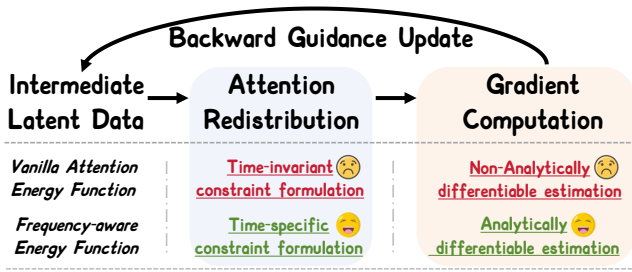 Backward Guidance Update
Intermediate
Latent Data
Attention
Redistribution
Gradient
Computation
Vanilla Attention
Energy Function
Time-invariant
constraint formulation
Non-Analytically
differentiable estimation
Frequency-aware
Energy Function
Time-specific
constraint formulation
Analytically
differentiable estimation